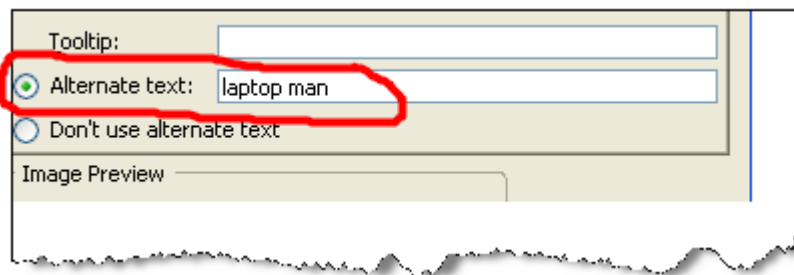 Tooltip:
Alternate text: laptop man
Don't use alternate text
Image Preview